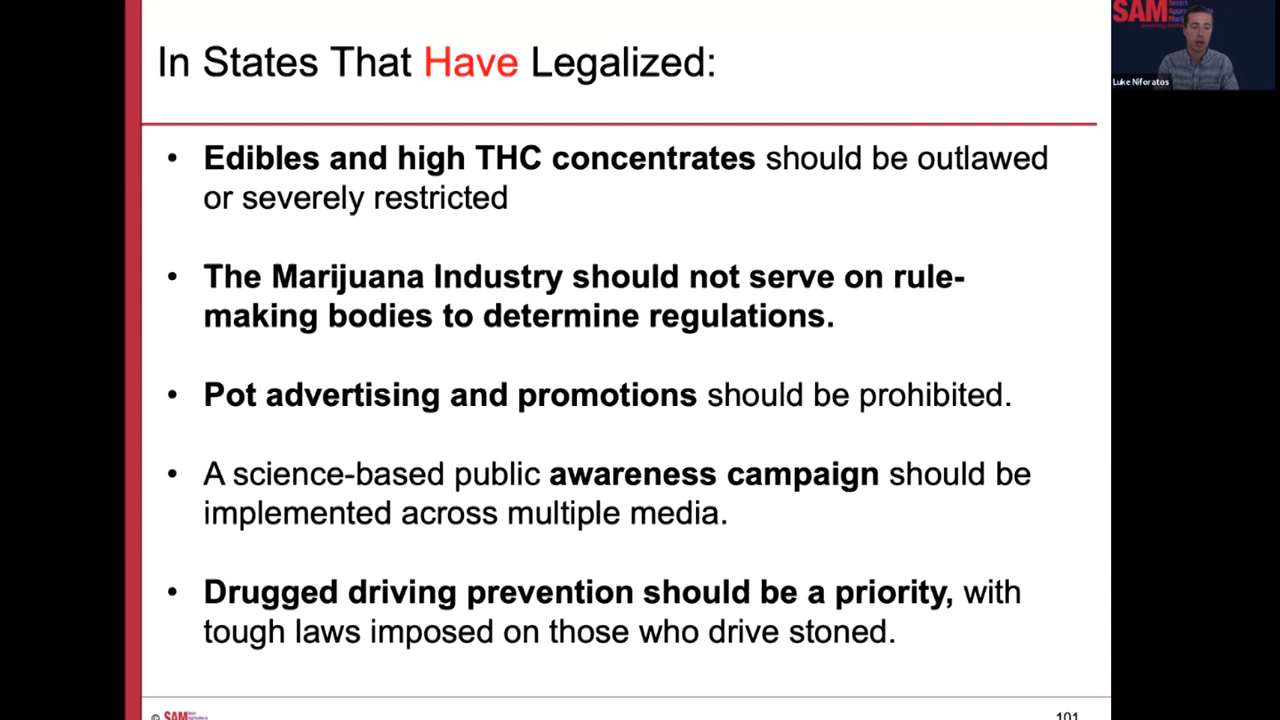 In States That Have Legalized:
• Edibles and high THC concentrates should be outlawed
or severely restricted
• The Marijuana Industry should not serve on rule-
making bodies to determine regulations.
• Pot advertising and promotions should be prohibited.
• A science-based public awareness campaign should be
implemented across multiple media.
• Drugged driving prevention should be a priority, with
tough laws imposed on those who drive stoned.
© SAM
101
SAM
Smart
Luke Niforatos